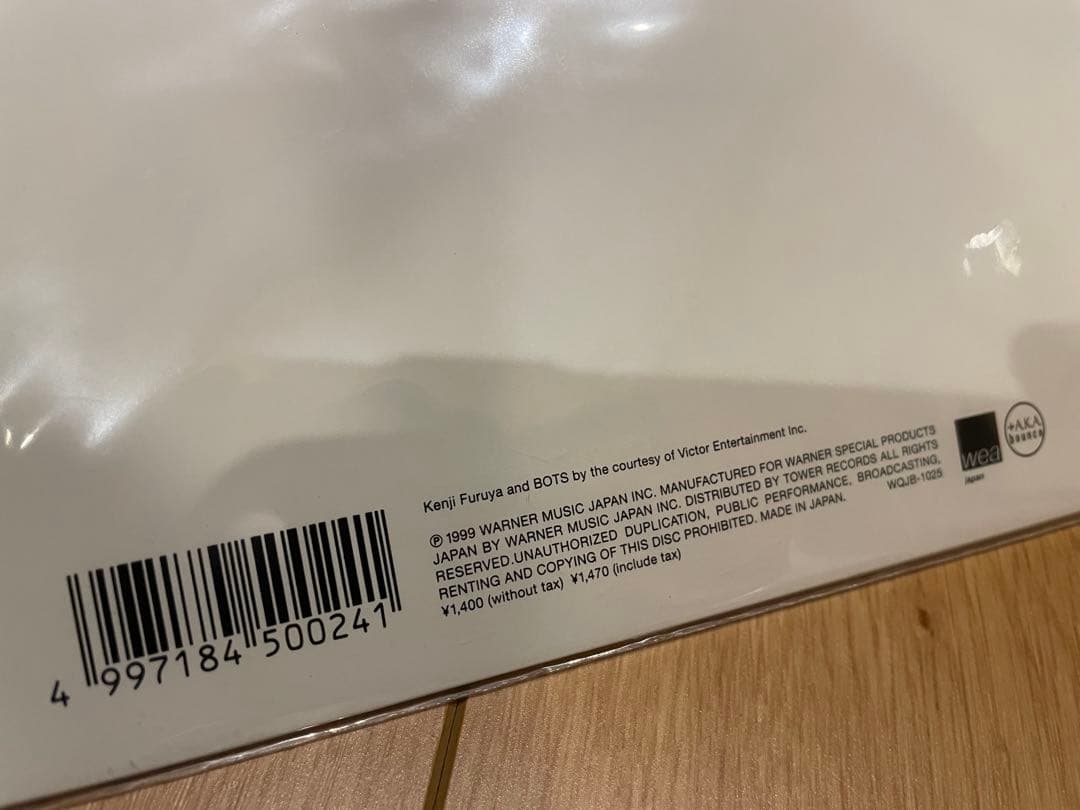 Kenji Furuya and BOTS by the courtesy of Victor Entertainment Inc.
℗ 1999 WARNER MUSIC JAPAN INC. MANUFACTURED FOR WARNER SPECIAL PRODUCTS
JAPAN BY WARNER MUSIC JAPAN INC. DISTRIBUTED BY TOWER RECORDS ALL RIGHTS
RESERVED.UNAUTHORIZED DUPLICATION, PUBLIC PERFORMANCE, BROADCASTING,
RENTING AND COPYING OF THIS DISC PROHIBITED. MADE IN JAPAN. WQJB-1025
¥1,400 (without tax) ¥1,470 (include tax)
wea
japan
+A.K.A
bounce
4 997184 500241